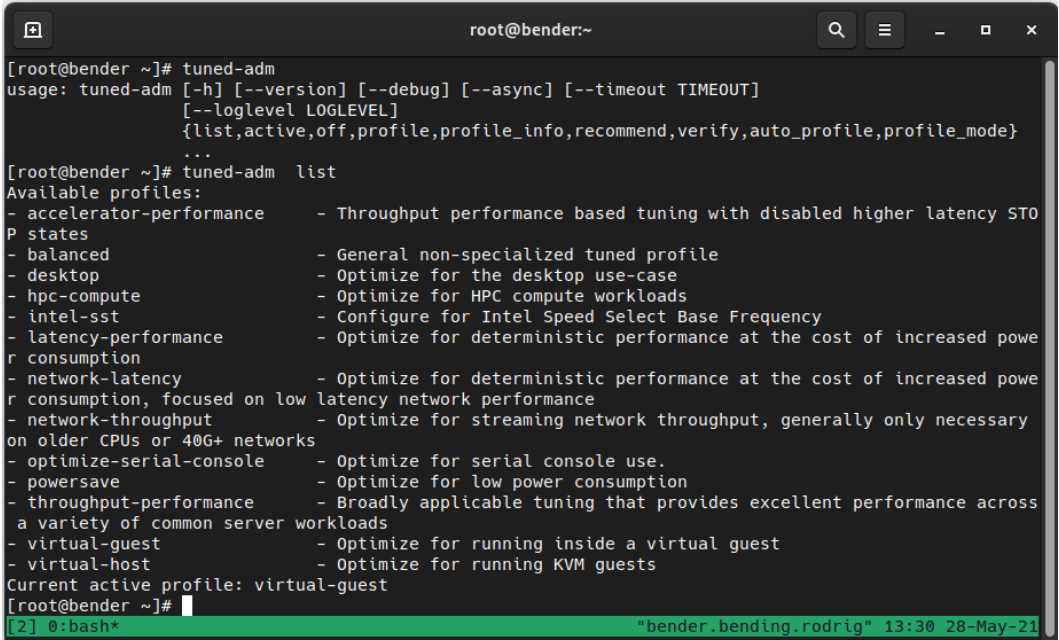 root@bender:~
[root@bender ~]# tuned-adm
usage: tuned-adm [-h] [--version] [--debug] [--async] [--timeout TIMEOUT]
                 [--loglevel LOGLEVEL]
                 {list,active,off,profile,profile_info,recommend,verify,auto_profile,profile_mode}
                 ...
[root@bender ~]# tuned-adm  list
Available profiles:
- accelerator-performance     - Throughput performance based tuning with disabled higher latency STO
P states
- balanced                    - General non-specialized tuned profile
- desktop                     - Optimize for the desktop use-case
- hpc-compute                 - Optimize for HPC compute workloads
- intel-sst                   - Configure for Intel Speed Select Base Frequency
- latency-performance         - Optimize for deterministic performance at the cost of increased powe
r consumption
- network-latency             - Optimize for deterministic performance at the cost of increased powe
r consumption, focused on low latency network performance
- network-throughput          - Optimize for streaming network throughput, generally only necessary
on older CPUs or 40G+ networks
- optimize-serial-console     - Optimize for serial console use.
- powersave                   - Optimize for low power consumption
- throughput-performance      - Broadly applicable tuning that provides excellent performance across
 a variety of common server workloads
- virtual-guest               - Optimize for running inside a virtual guest
- virtual-host                - Optimize for running KVM guests
Current active profile: virtual-guest
[root@bender ~]#
[2] 0:bash* "bender.bending.rodrig" 13:30 28-May-21